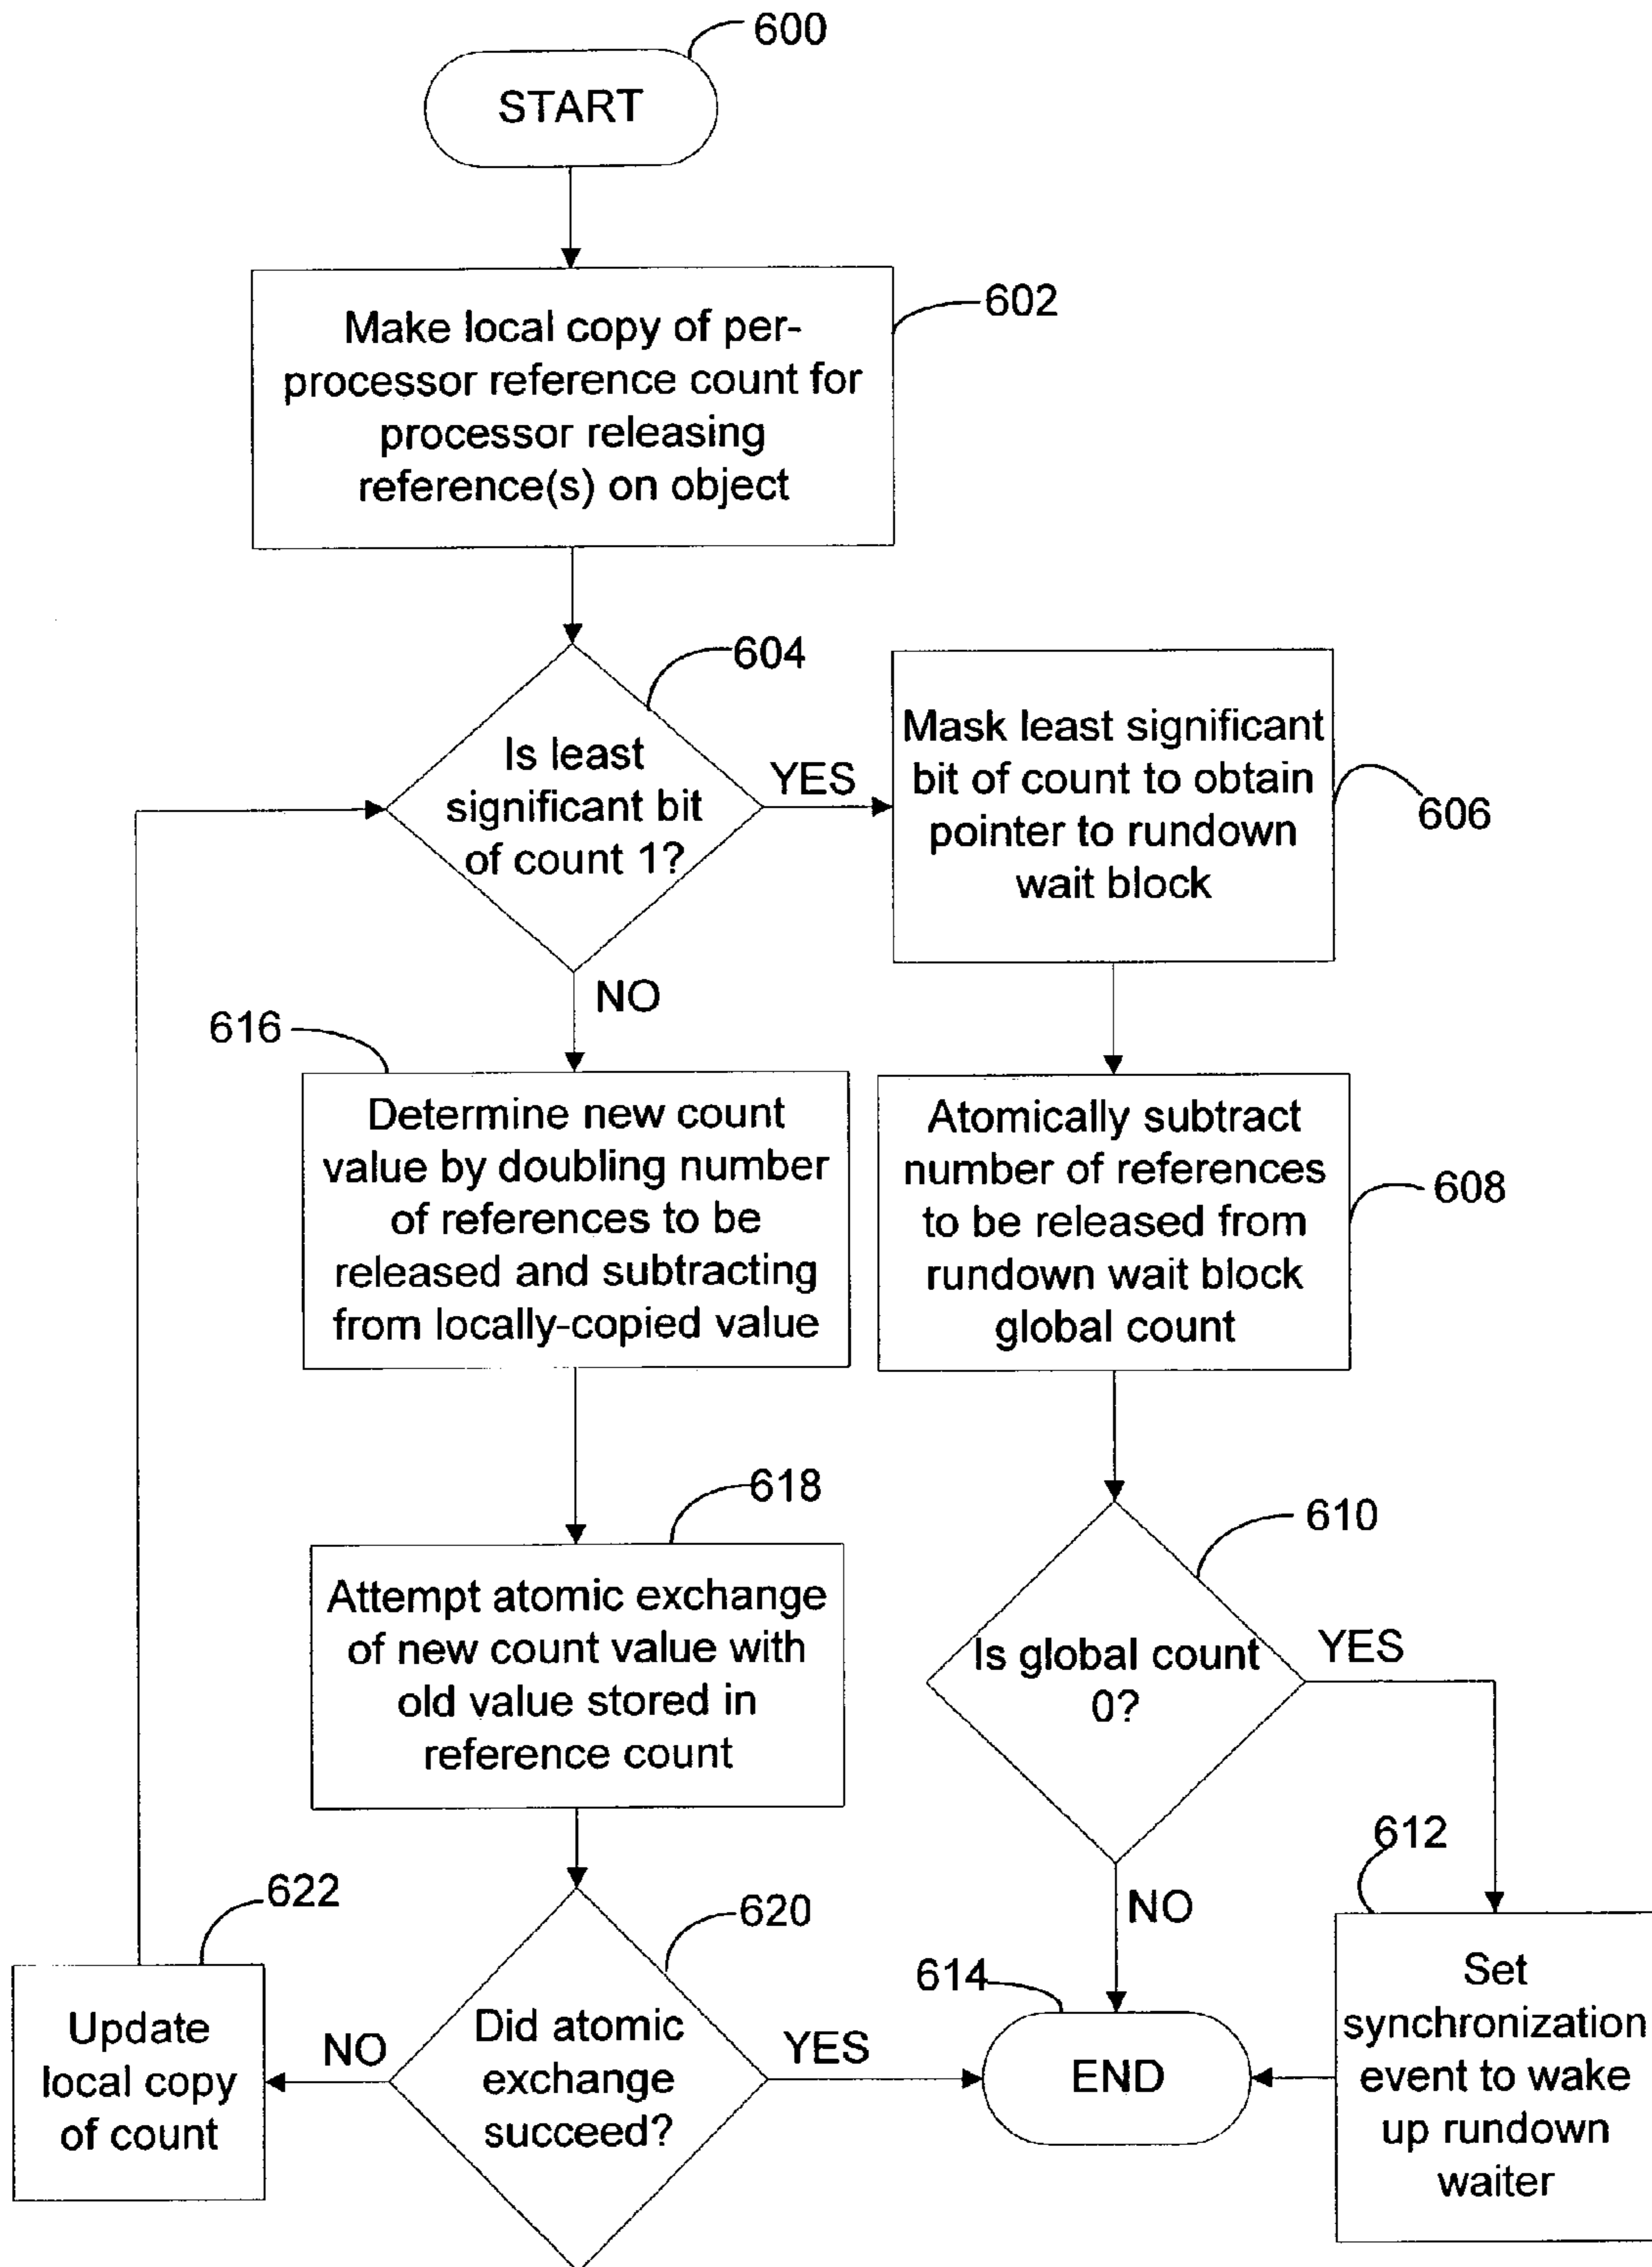 600
START
602
Make local copy of per-
processor reference count for
processor releasing
reference(s) on object
604
Is least
significant bit
of count 1?
YES
Mask least significant
bit of count to obtain
pointer to rundown
wait block
606
NO
616
Determine new count
value by doubling number
of references to be
released and subtracting
from locally-copied value
Atomically subtract
number of references
to be released from
rundown wait block
global count
608
618
Attempt atomic exchange
of new count value with
old value stored in
reference count
610
Is global count
0?
YES
NO
612
Set
synchronization
event to wake
up rundown
waiter
622
Update
local copy
of count
NO
620
Did atomic
exchange
succeed?
YES
614
END